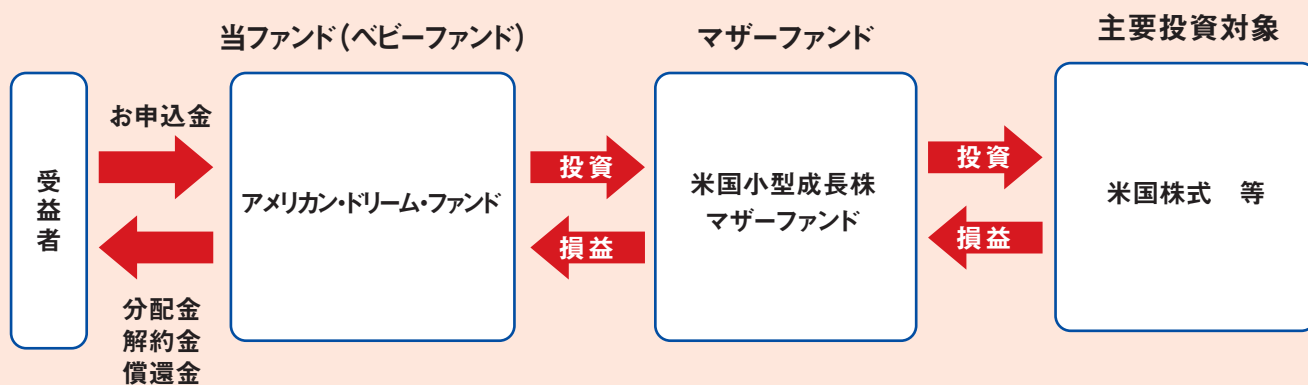 当ファンド(ベビーファンド)
マザーファンド
主要投資対象
受益者
お申込金
分配金
解約金
償還金
アメリカン・ドリーム・ファンド
投資
損益
米国小型成長株
マザーファンド
投資
損益
米国株式 等